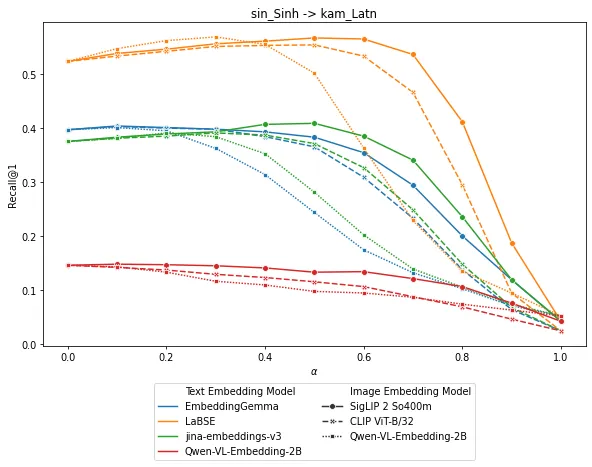 sin_Sinh -> kam_Latn
Recall@1
0.5
0.4
0.3
0.2
0.1
0.0
0.0 0.2 0.4 0.6 0.8 1.0
α
Text Embedding Model
EmbeddingGemma
LaBSE
jina-embeddings-v3
Qwen-VL-Embedding-2B
Image Embedding Model
SigLIP 2 So400m
CLIP ViT-B/32
Qwen-VL-Embedding-2B